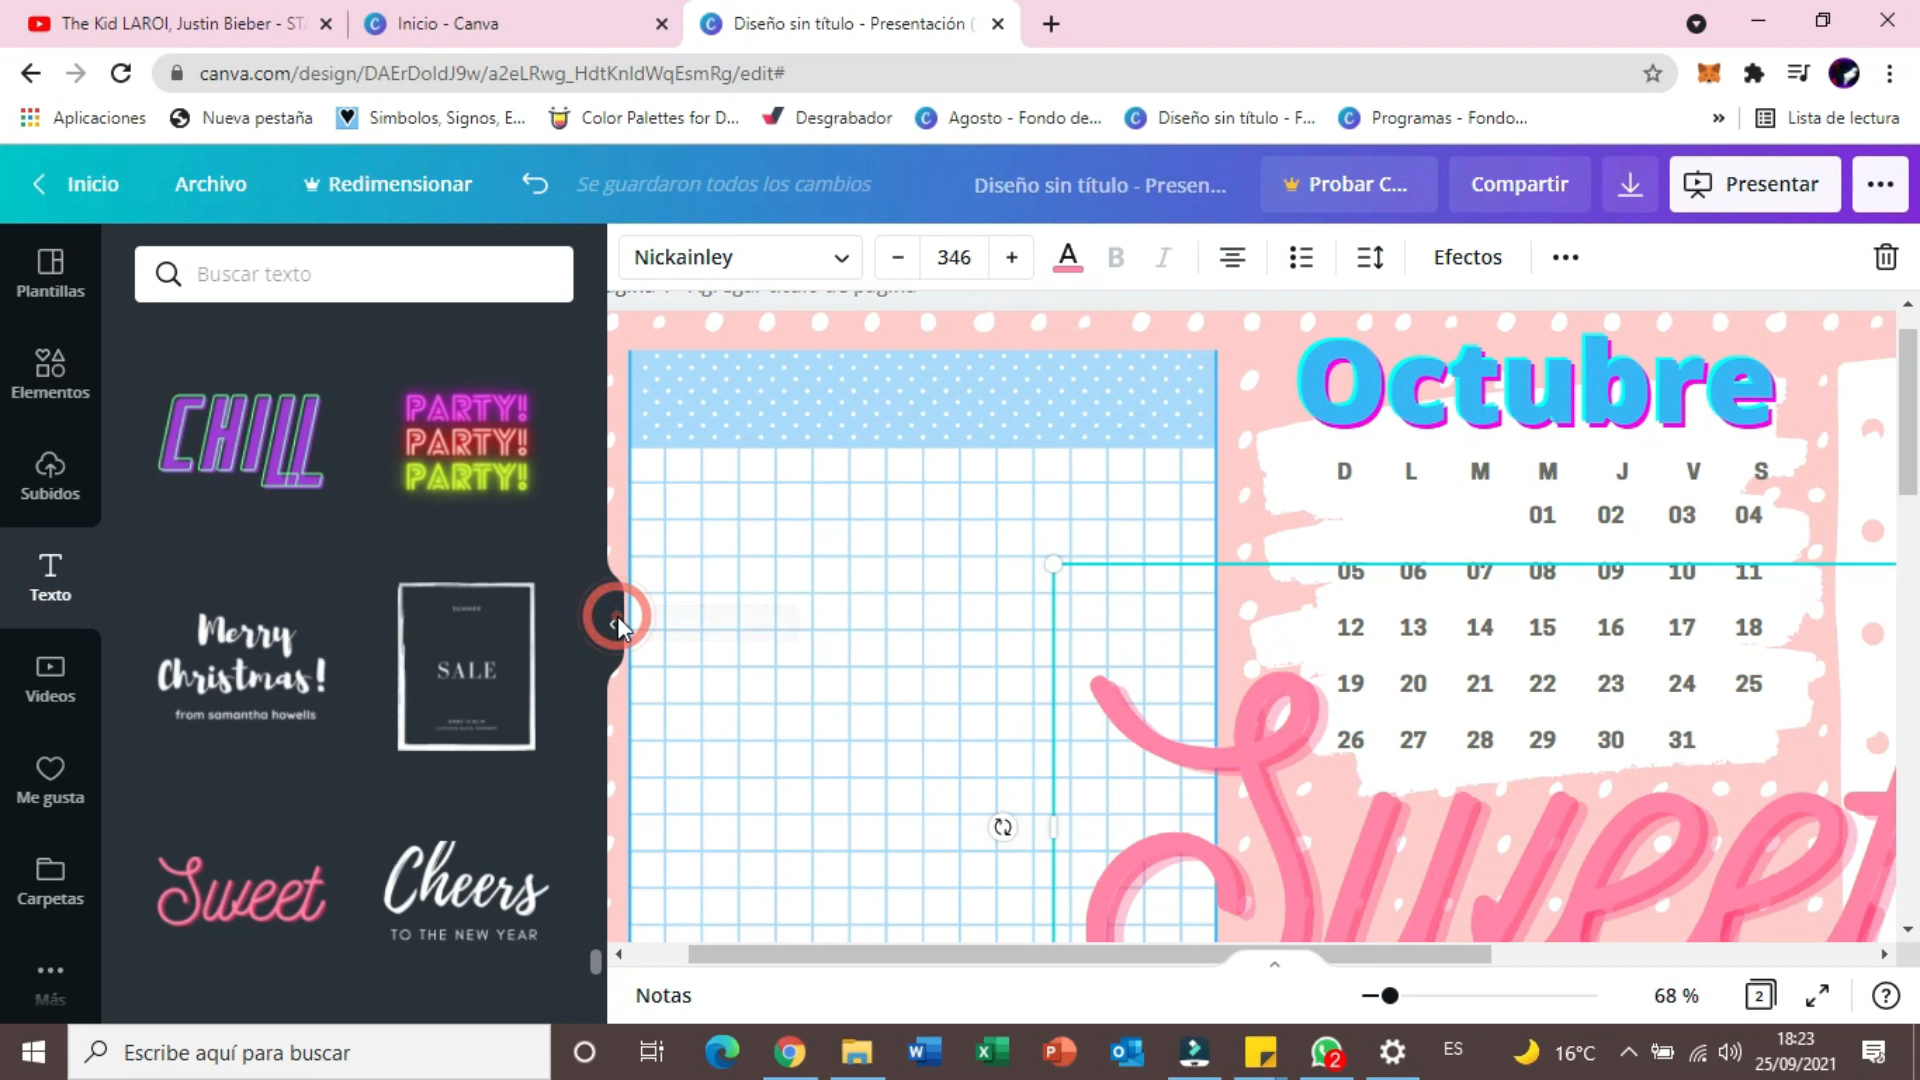 The Kid LAROI, Justin Bieber - ST
Inicio - Canva
Diseño sin título - Presentación (
canva.com/design/DAErDoIdJ9w/a2eLRwg_HdtKnIdWqEsmRg/edit#
Aplicaciones
Nueva pestaña
Simbolos, Signos, E...
Color Palettes for D...
Desgrabador
Agosto - Fondo de...
Diseño sin título - F...
Programas - Fondo...
»
Lista de lectura
Inicio
Archivo
Redimensionar
Se guardaron todos los cambios
Diseño sin título - Presen...
Probar C...
Compartir
Presentar
Plantillas
Elementos
Subidos
Texto
Videos
Me gusta
Carpetas
Más
Buscar texto
CHILL
PARTY!
PARTY!
PARTY!
Merry
Christmas!
from samantha howells
SUMMER
SALE
Sweet
Cheers
TO THE NEW YEAR
Nickainley
346
A B I
Efectos
Octubre
D L M M J V S
01 02 03 04
05 06 07 08 09 10 11
12 13 14 15 16 17 18
19 20 21 22 23 24 25
26 27 28 29 30 31
Sweet
Notas
68 %
2
Escribe aquí para buscar
2
ES
16°C
18:23
25/09/2021